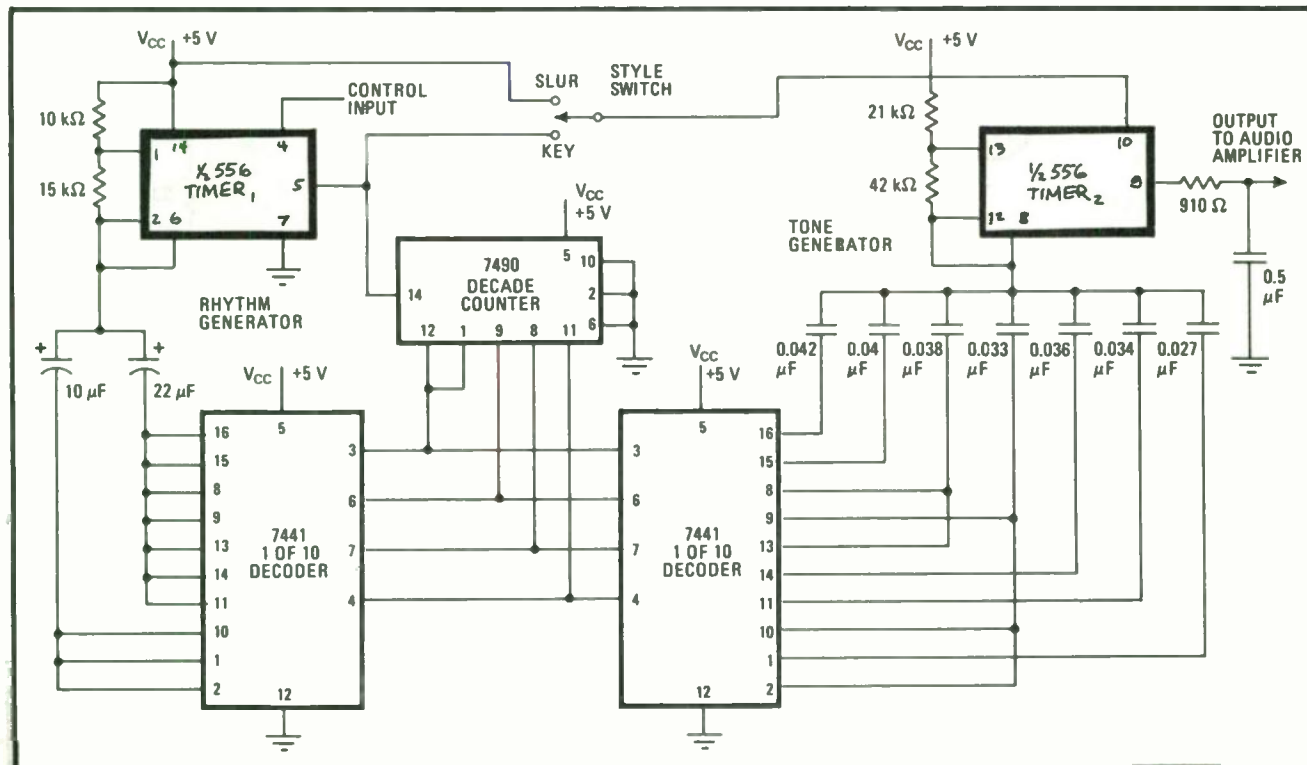 VCC +5 V
CONTROL
INPUT
SLUR
STYLE
SWITCH
KEY
VCC +5 V
10 kΩ
15 kΩ
1 14 4
½ 556
TIMER1
5
2 6 7
21 kΩ
42 kΩ
13 10
½ 556
TIMER2
9
12 8
OUTPUT
TO AUDIO
AMPLIFIER
910 Ω
0.5
µF
TONE
GENERATOR
RHYTHM
GENERATOR
VCC
+5 V
5 10
7490
DECADE
COUNTER
14
2
6
12 1 9 8 11
+
10 µF
+
22 µF
VCC +5 V
5
16
15
8
9
13
14
11
10
1
2
3
6
7
4
7441
1 OF 10
DECODER
12
VCC
+5 V
5
3
6
7
4
7441
1 OF 10
DECODER
16
15
8
9
13
14
11
10
1
2
12
0.042
µF
0.04
µF
0.038
µF
0.033
µF
0.036
µF
0.034
µF
0.027
µF